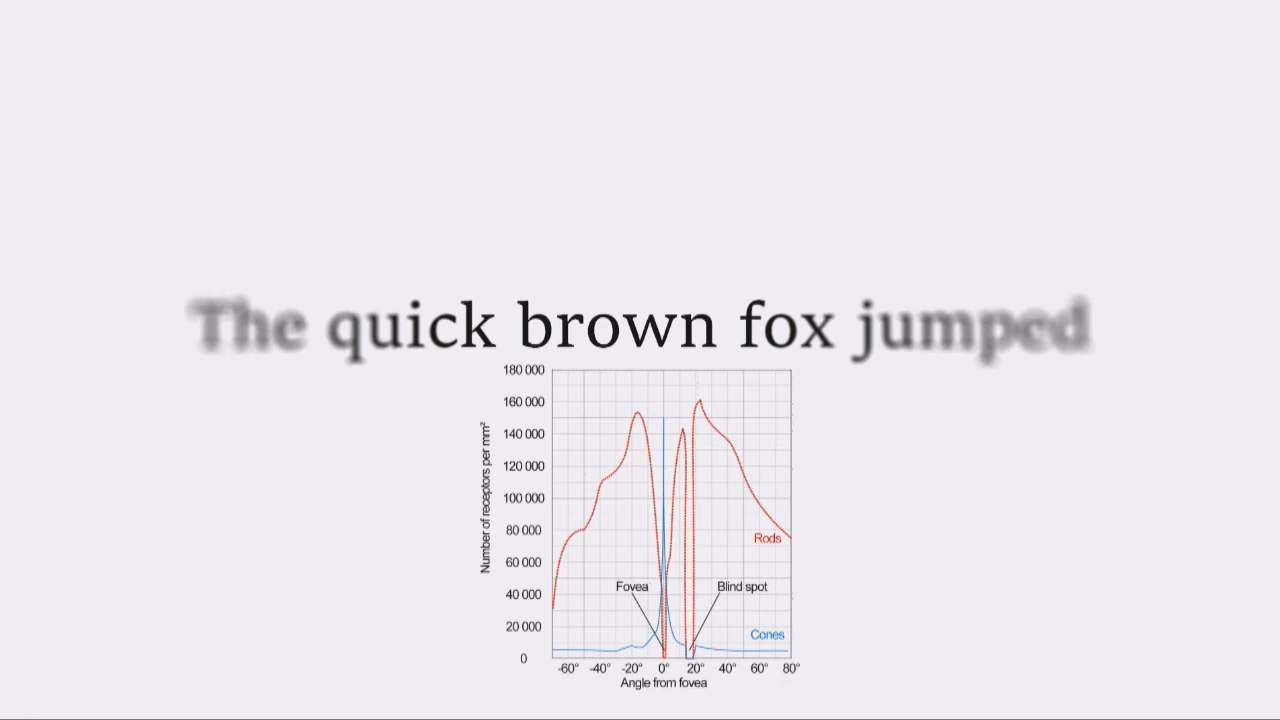 The quick brown fox jumped
180 000
160 000
140 000
120 000
100 000
80 000
60 000
40 000
20 000
0
Number of receptors per mm²
Rods
Fovea
Blind spot
Cones
-60° -40° -20° 0° 20° 40° 60° 80°
Angle from fovea